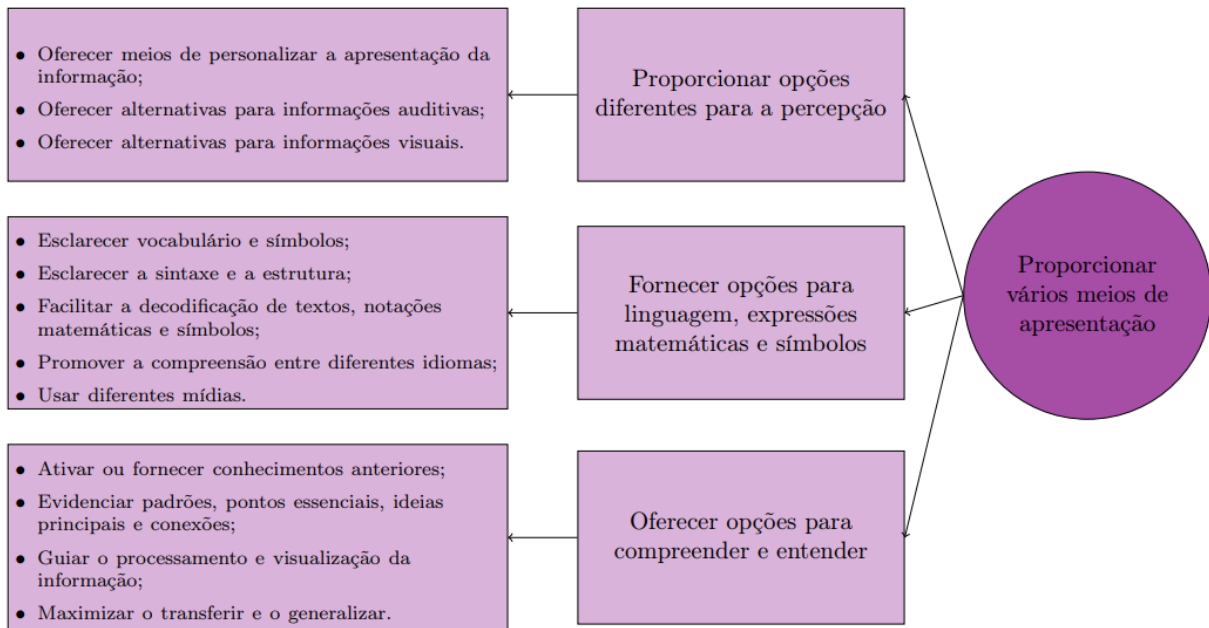 • Oferecer meios de personalizar a apresentação da
informação;
• Oferecer alternativas para informações auditivas;
• Oferecer alternativas para informações visuais.
Proporcionar opções
diferentes para a percepção
• Esclarecer vocabulário e símbolos;
• Esclarecer a sintaxe e a estrutura;
• Facilitar a decodificação de textos, notações
matemáticas e símbolos;
• Promover a compreensão entre diferentes idiomas;
• Usar diferentes mídias.
Fornecer opções para
linguagem, expressões
matemáticas e símbolos
Proporcionar
vários meios de
apresentação
• Ativar ou fornecer conhecimentos anteriores;
• Evidenciar padrões, pontos essenciais, ideias
principais e conexões;
• Guiar o processamento e visualização da
informação;
• Maximizar o transferir e o generalizar.
Oferecer opções para
compreender e entender